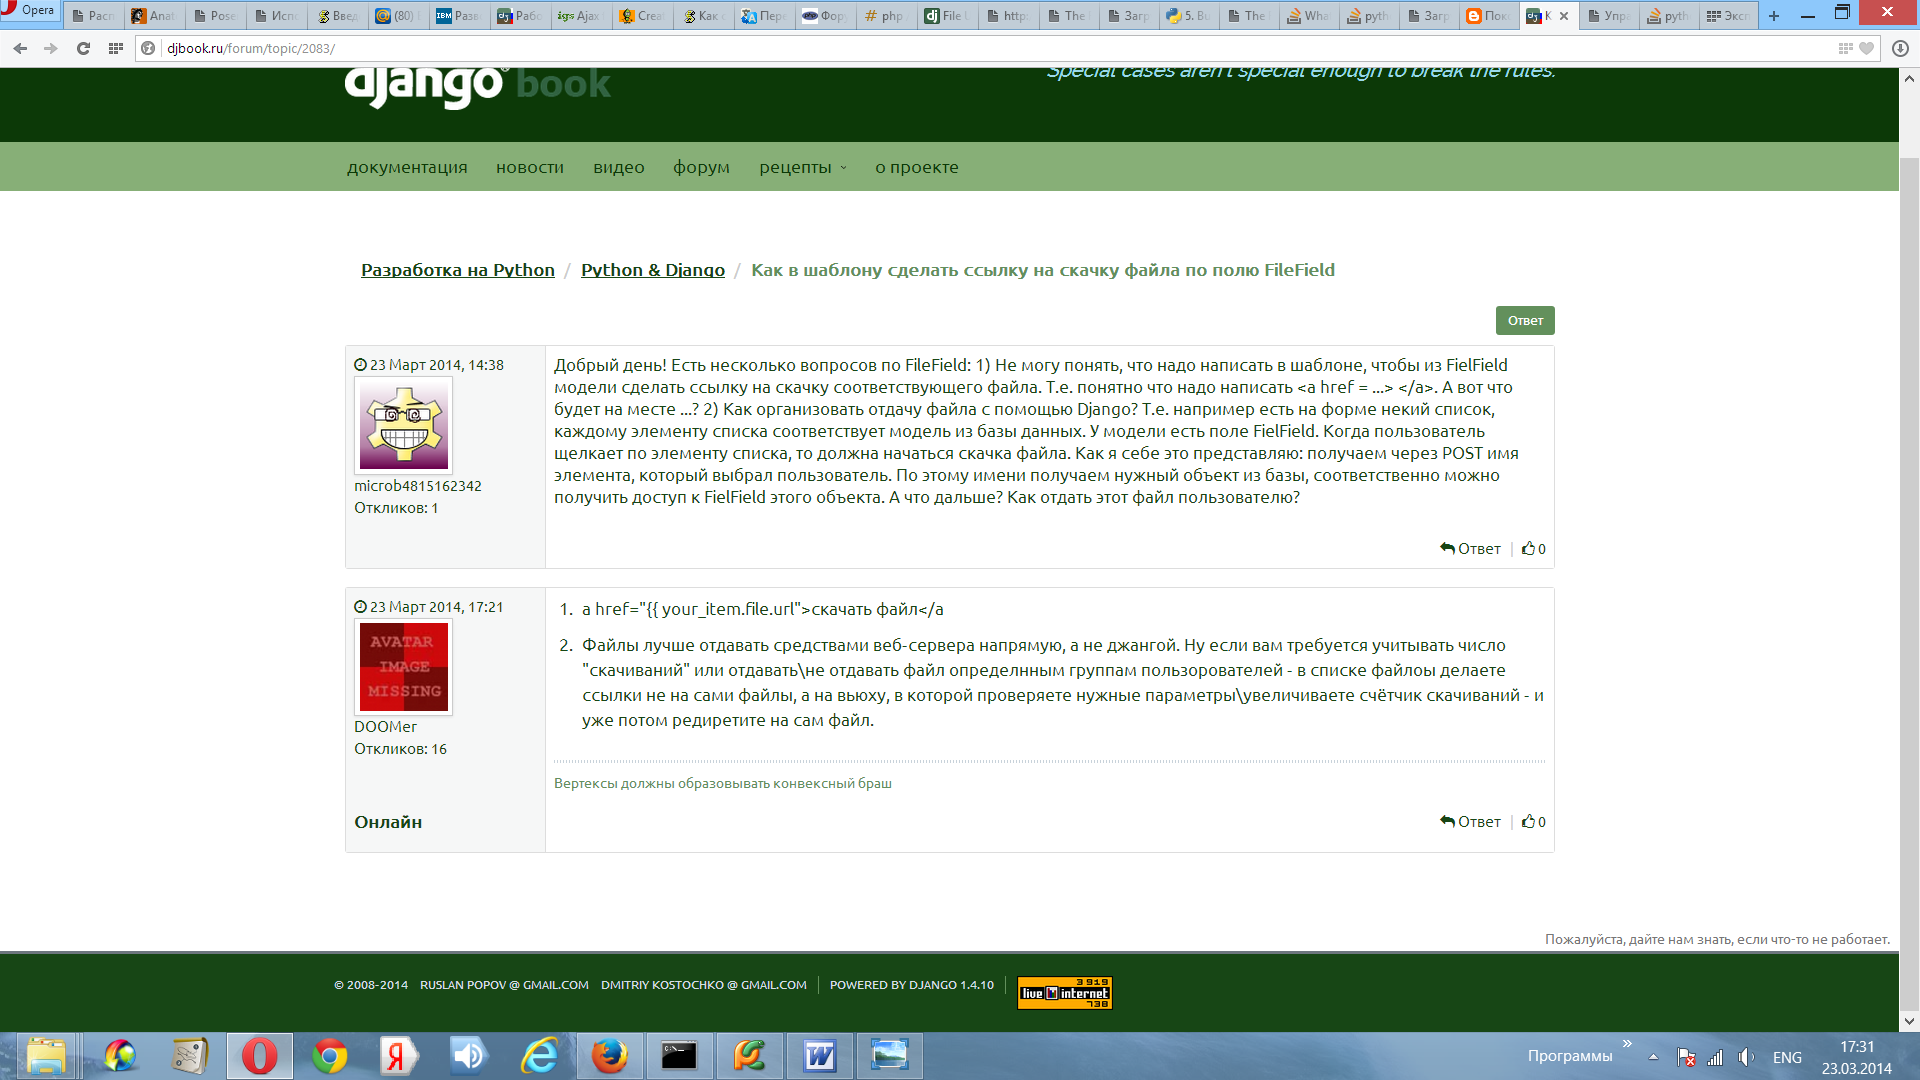 Opera
Расп
Anat
Pose
Испо
Введ
(80)
IBM Разв
Рабо
igrs Ajax
Creat
Как
Пере
Фору
php
dj File U
http:
The
Загр
5. Bu
The
What
pyth
Загр
Покс
К
Упра
pyth
Эксп
djbook.ru/forum/topic/2083/
django book
Special cases aren't special enough to break the rules.
документация новости видео форум рецепты о проекте
Разработка на Python / Python & Django / Как в шаблону сделать ссылку на скачку файла по полю FileField
Ответ
23 Март 2014, 14:38
microb4815162342
Откликов: 1
Добрый день! Есть несколько вопросов по FileField: 1) Не могу понять, что надо написать в шаблоне, чтобы из FielField
модели сделать ссылку на скачку соответствующего файла. Т.е. понятно что надо написать <a href = ...> </a>. А вот что
будет на месте ...? 2) Как организовать отдачу файла с помощью Django? Т.е. например есть на форме некий список,
каждому элементу списка соответствует модель из базы данных. У модели есть поле FielField. Когда пользователь
щелкает по элементу списка, то должна начаться скачка файла. Как я себе это представляю: получаем через POST имя
элемента, который выбрал пользователь. По этому имени получаем нужный объект из базы, соответственно можно
получить доступ к FielField этого объекта. А что дальше? Как отдать этот файл пользователю?
Ответ | 0
23 Март 2014, 17:21
AVATAR
IMAGE
MISSING
DOOMer
Откликов: 16
Онлайн
1. a href="{{ your_item.file.url">скачать файл</a
2. Файлы лучше отдавать средствами веб-сервера напрямую, а не джангой. Ну если вам требуется учитывать число
"скачиваний" или отдавать\не отдавать файл определнным группам пользорователей - в списке файлоы делаете
ссылки не на сами файлы, а на вьюху, в которой проверяете нужные параметры\увеличиваете счётчик скачиваний - и
уже потом редиретите на сам файл.
Вертексы должны образовывать конвексный браш
Ответ | 0
Пожалуйста, дайте нам знать, если что-то не работает.
© 2008-2014 RUSLAN POPOV @ GMAIL.COM DMITRIY KOSTOCHKO @ GMAIL.COM POWERED BY DJANGO 1.4.10
3919
live internet
738
Программы
ENG
17:31
23.03.2014